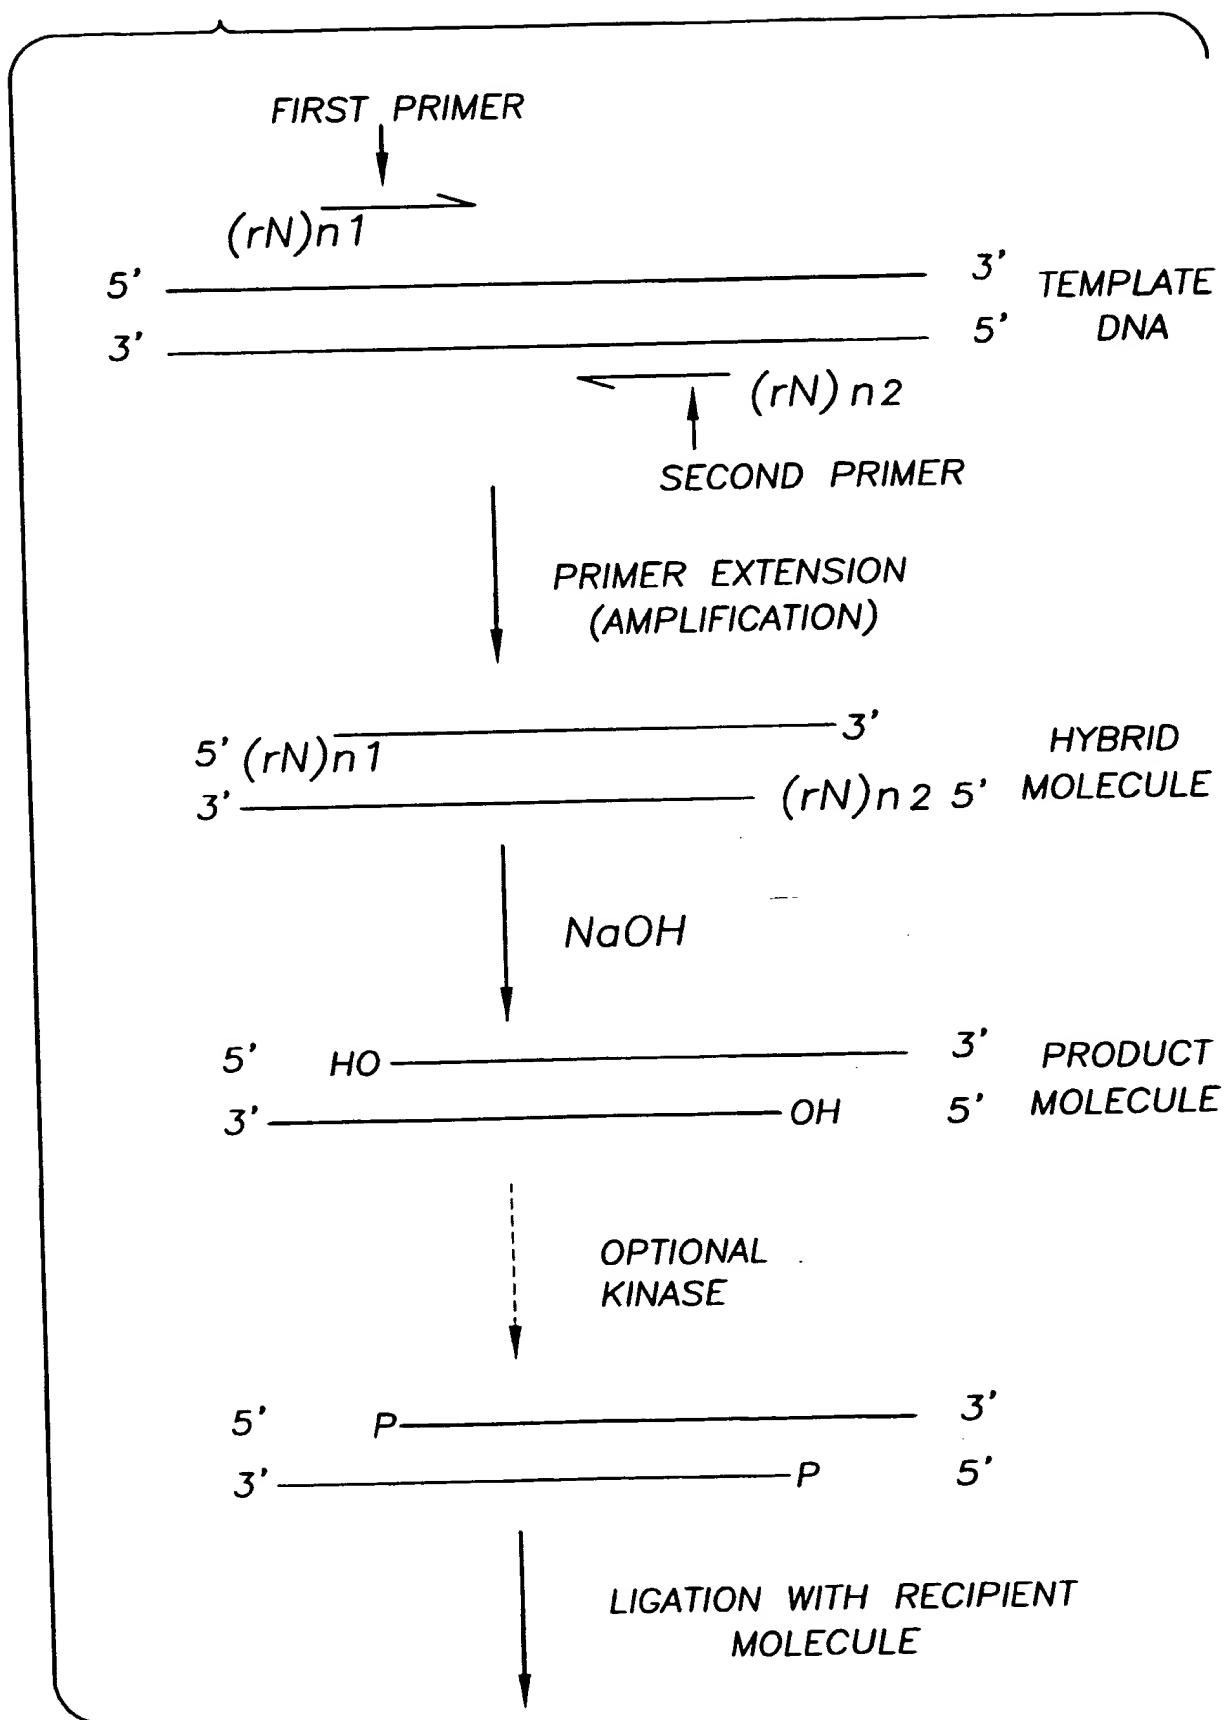 FIRST PRIMER
(rN)n1
5' 3'
TEMPLATE
DNA
3' 5'
(rN) n2
SECOND PRIMER
PRIMER EXTENSION
(AMPLIFICATION)
5' (rN)n1 3'
HYBRID
MOLECULE
3' (rN)n2 5'
NaOH
5' HO 3'
PRODUCT
MOLECULE
3' OH 5'
OPTIONAL
KINASE
5' P 3'
3' P 5'
LIGATION WITH RECIPIENT
MOLECULE